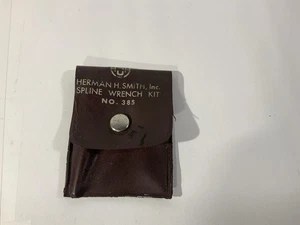 HERMAN H. SMITH, Inc.
SPLINE WRENCH KIT
NO. 385